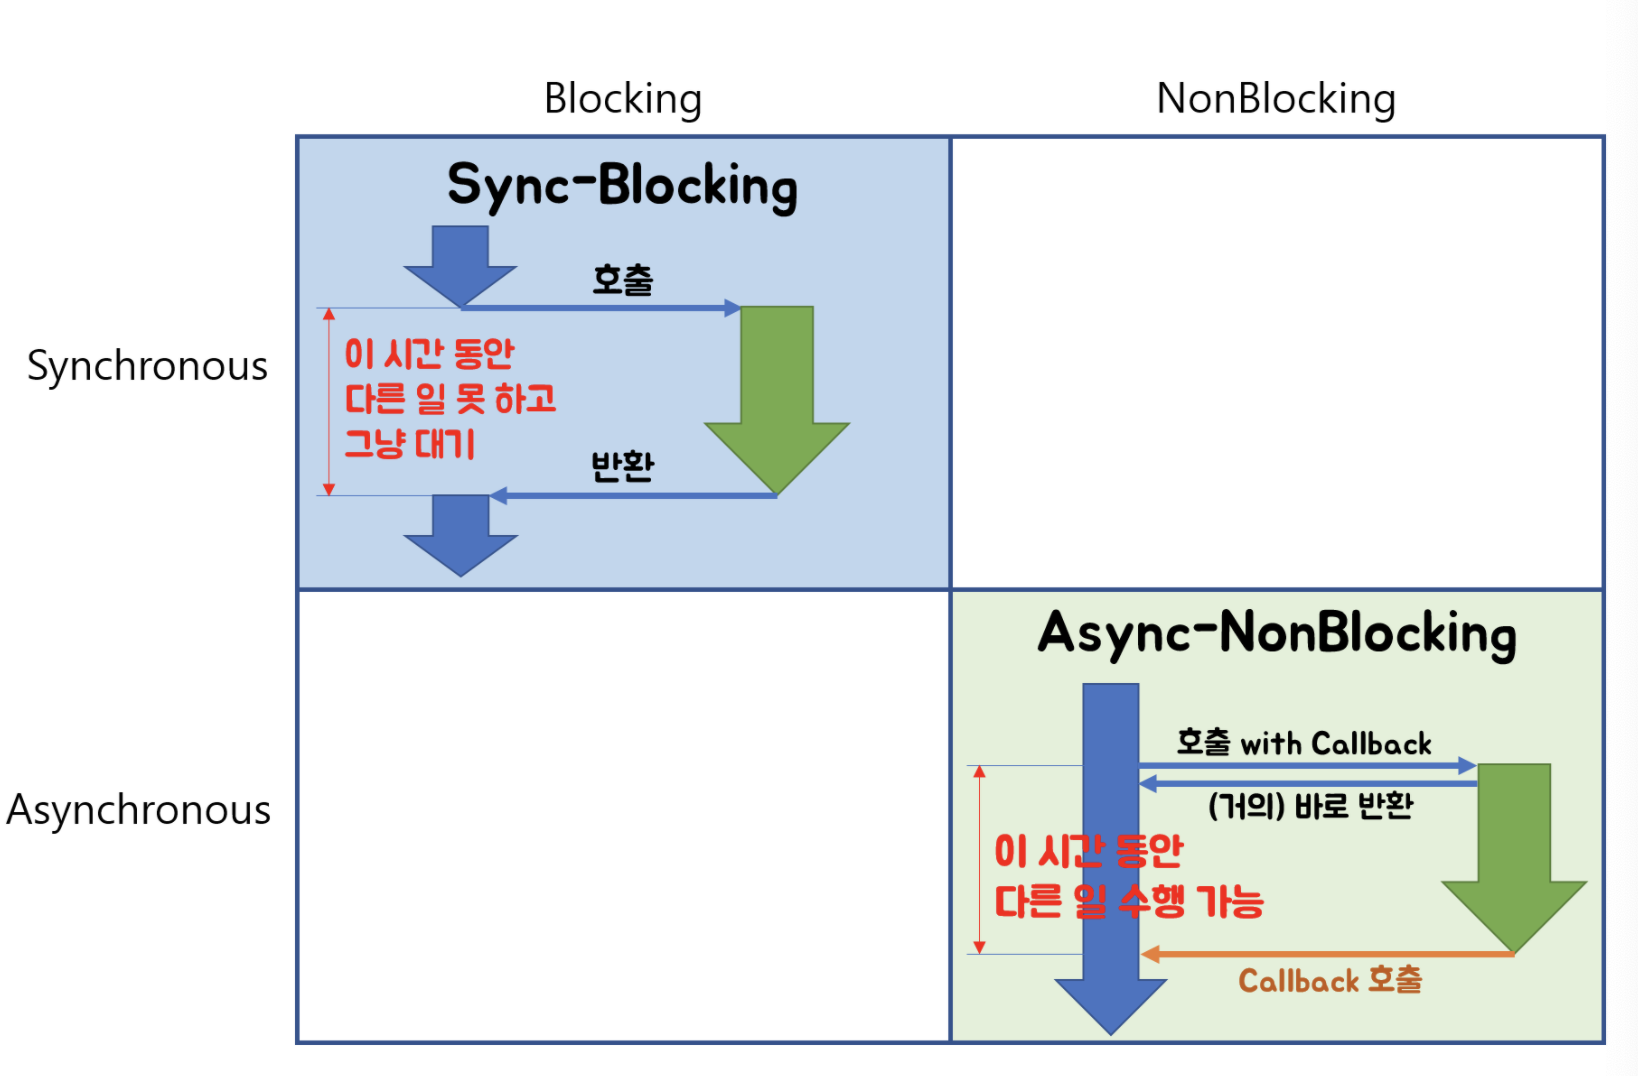 Blocking
NonBlocking
Synchronous
Sync-Blocking
호출
이 시간 동안
다른 일 못 하고
그냥 대기
반환
Asynchronous
Async-NonBlocking
호출 with Callback
(거의) 바로 반환
이 시간 동안
다른 일 수행 가능
Callback 호출